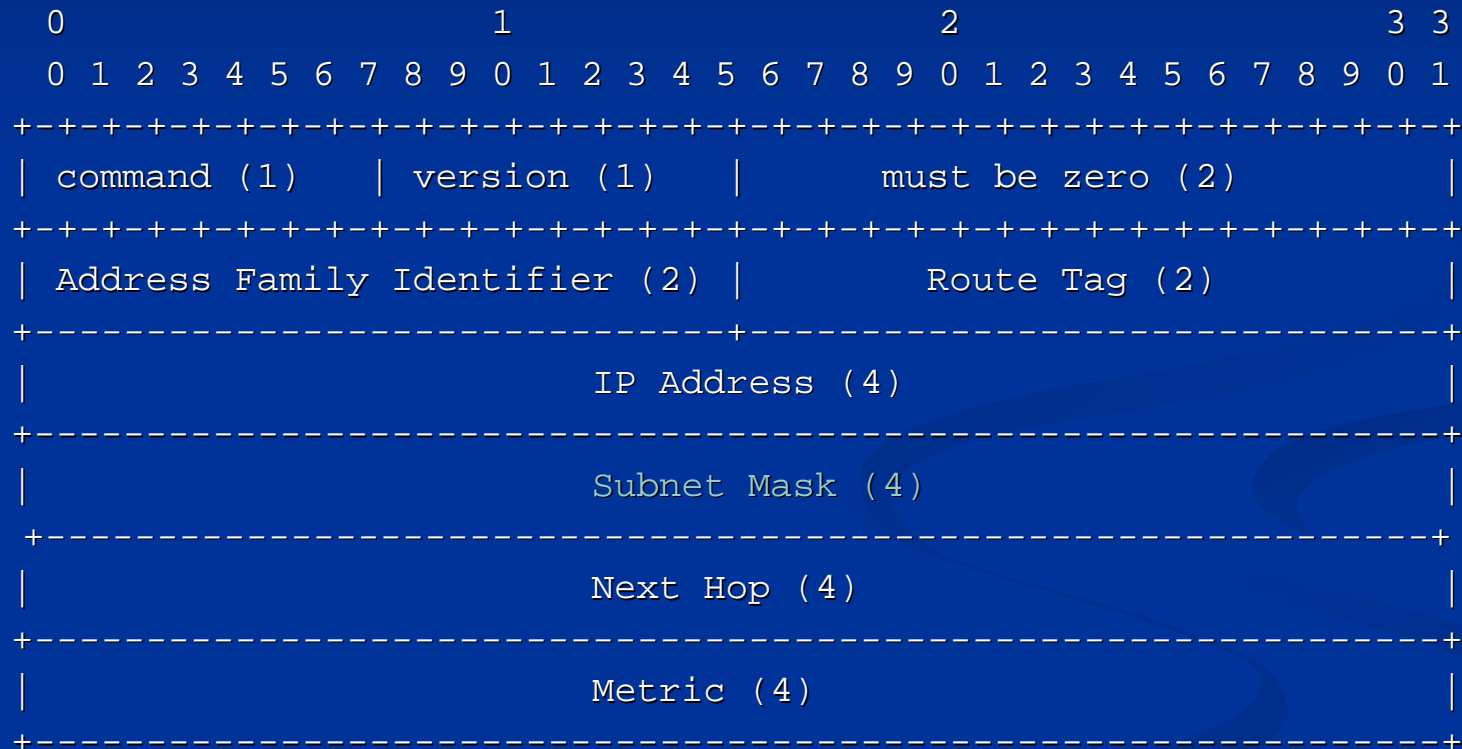 0 1 2 3 3
0 1 2 3 4 5 6 7 8 9 0 1 2 3 4 5 6 7 8 9 0 1 2 3 4 5 6 7 8 9 0 1
+-+-+-+-+-+-+-+-+-+-+-+-+-+-+-+-+-+-+-+-+-+-+-+-+-+-+-+-+-+-+-+-+
| command (1) | version (1) | must be zero (2) |
+-+-+-+-+-+-+-+-+-+-+-+-+-+-+-+-+-+-+-+-+-+-+-+-+-+-+-+-+-+-+-+-+
| Address Family Identifier (2) | Route Tag (2) |
+-------------------------------+-------------------------------+
| IP Address (4) |
+---------------------------------------------------------------+
| Subnet Mask (4) |
+---------------------------------------------------------------+
| Next Hop (4) |
+---------------------------------------------------------------+
| Metric (4) |
+---------------------------------------------------------------+